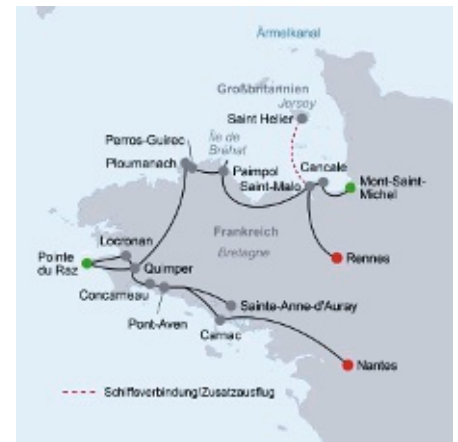 Ärmelkanal
Großbritannien
Jersey
Saint Helier
Perros-Guirec
Île de
Bréhat
Ploumanach
Paimpol
Cancale
Saint-Malo
Mont-Saint-
Michel
Locronan
Frankreich
Bretagne
Pointe
du Raz
Quimper
Rennes
Concarneau
Sainte-Anne-d'Auray
Pont-Aven
Carnac
Nantes
Schiffsverbindung/Zusatzausflug